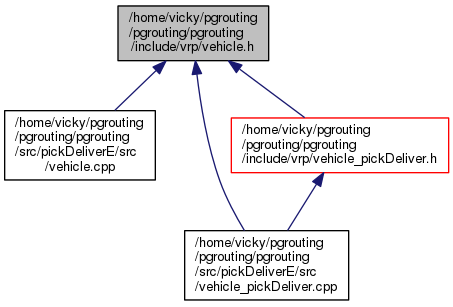 /home/vicky/pgrouting
/pgrouting/pgrouting
/include/vrp/vehicle.h
/home/vicky/pgrouting
/pgrouting/pgrouting
/src/pickDeliverE/src
/vehicle.cpp
/home/vicky/pgrouting
/pgrouting/pgrouting
/include/vrp/vehicle_pickDeliver.h
/home/vicky/pgrouting
/pgrouting/pgrouting
/src/pickDeliverE/src
/vehicle_pickDeliver.cpp